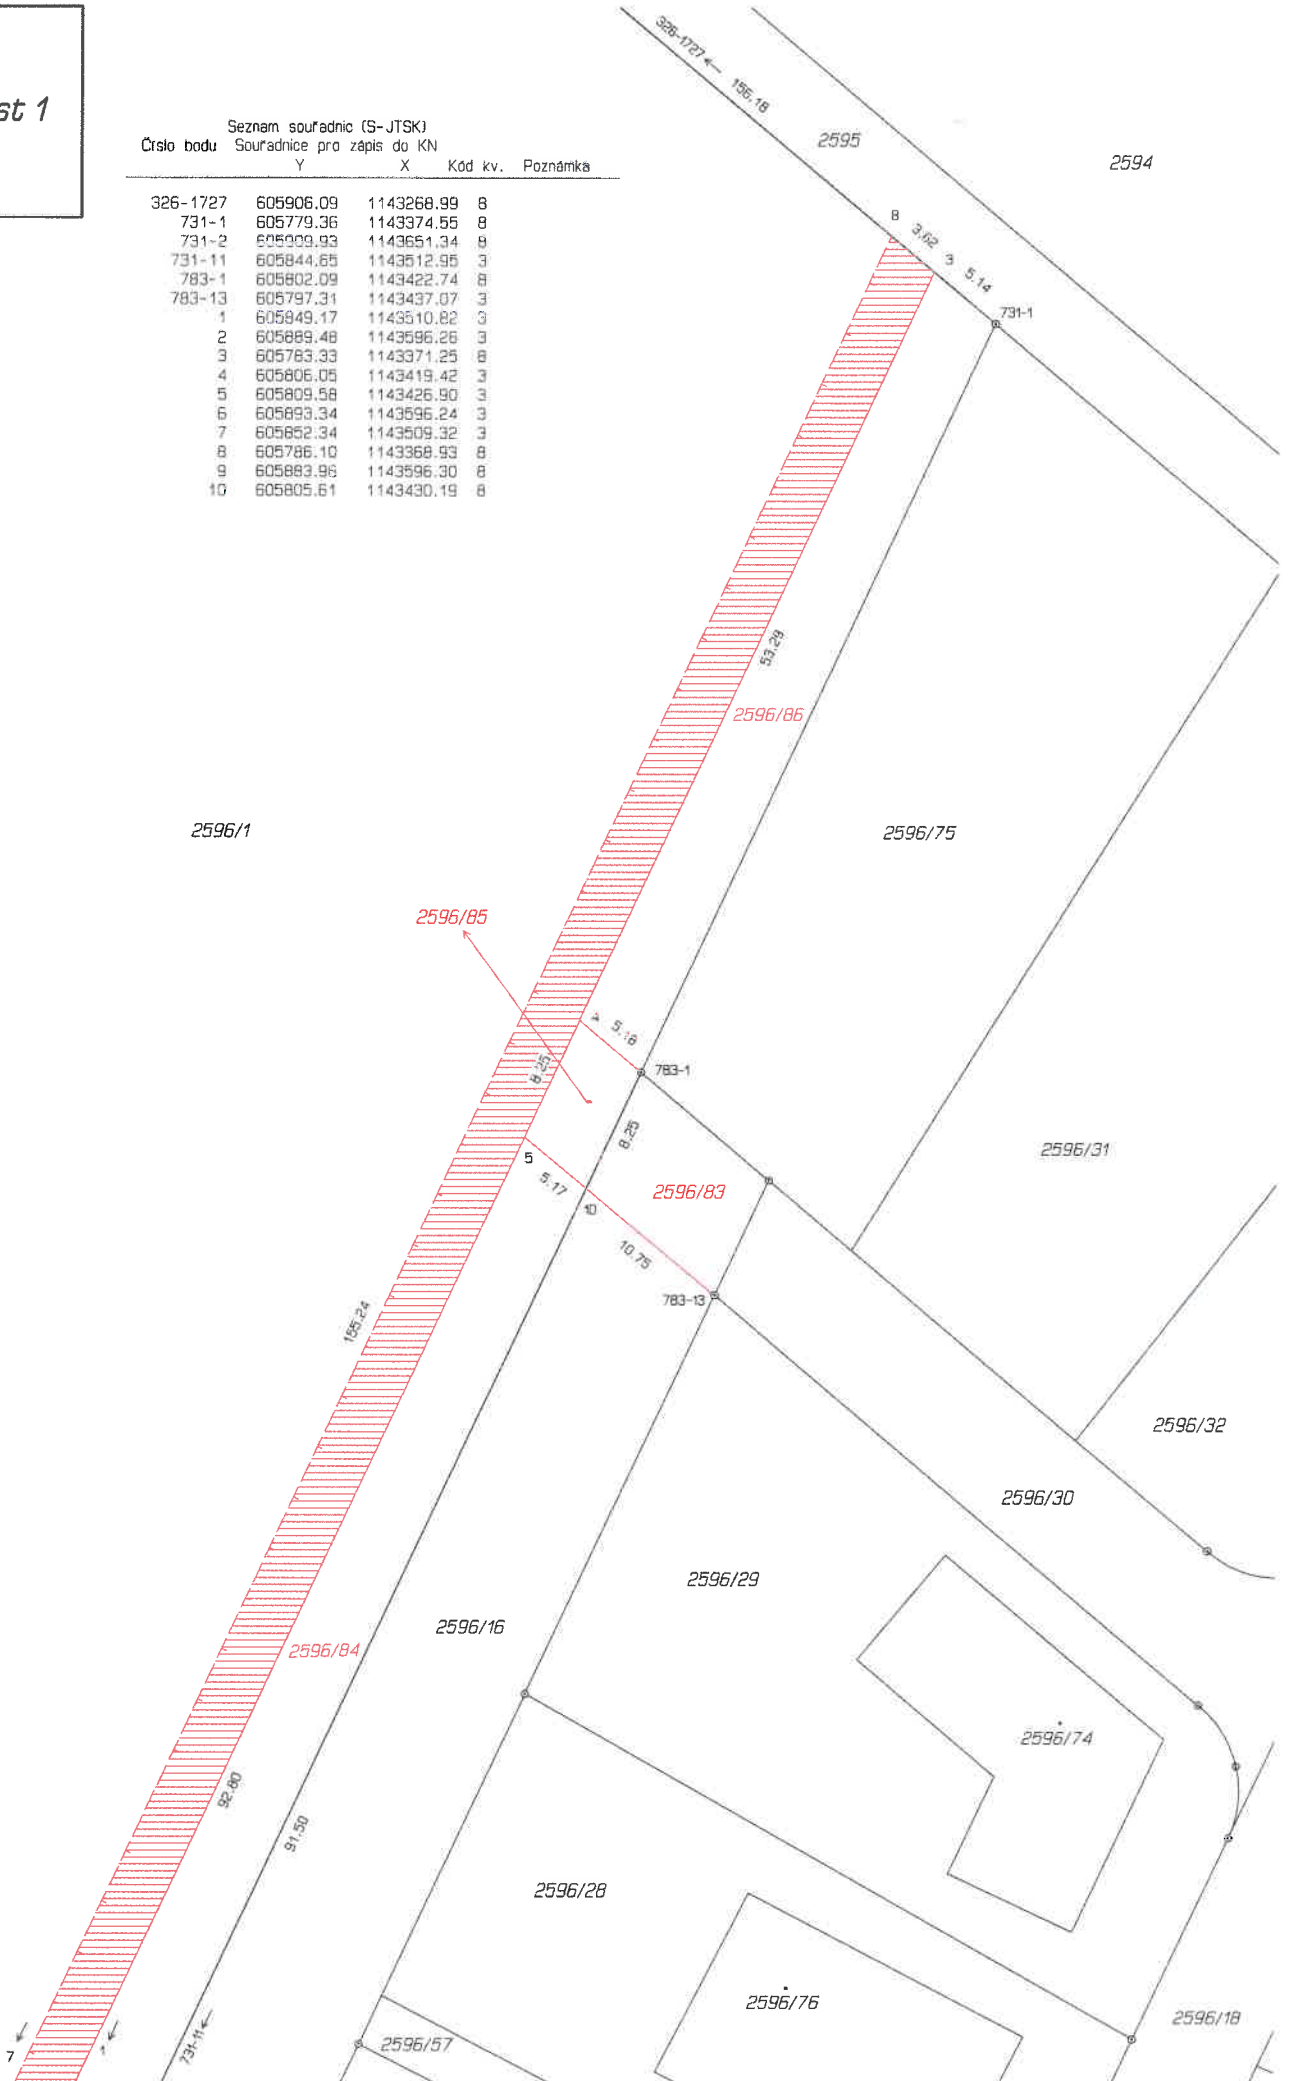 st 1
Seznam souřadnic (S-JTSK)
Číslo bodu Souřadnice pro zápis do KN
Y X Kód kv. Poznámka
326-1727 605906.09 1143268.99 8
731-1 605779.36 1143374.55 8
731-2 605909.93 1143651.34 8
731-11 605844.65 1143512.95 3
783-1 605802.09 1143422.74 8
783-13 605797.31 1143437.07 3
1 605849.17 1143510.82 3
2 605889.48 1143596.26 3
3 605783.33 1143371.25 8
4 605806.05 1143419.42 3
5 605809.58 1143426.90 3
6 605893.34 1143596.24 3
7 605852.34 1143509.32 3
8 605786.10 1143368.93 8
9 605883.96 1143596.30 8
10 605805.61 1143430.19 8
326-1727 ← 156.18
2595
2594
8 3.62 3 5.14
731-1
53.29
2596/86
2596/1
2596/75
2596/85
4 5.18
783-1
8.25
8.25
2596/31
5 5.17
10
2596/83
10.75
783-13
155.24
2596/32
2596/30
2596/29
2596/16
2596/84
2596/74
92.80
91.50
2596/28
2596/76
2596/18
731-11 ←
2596/57
7
1